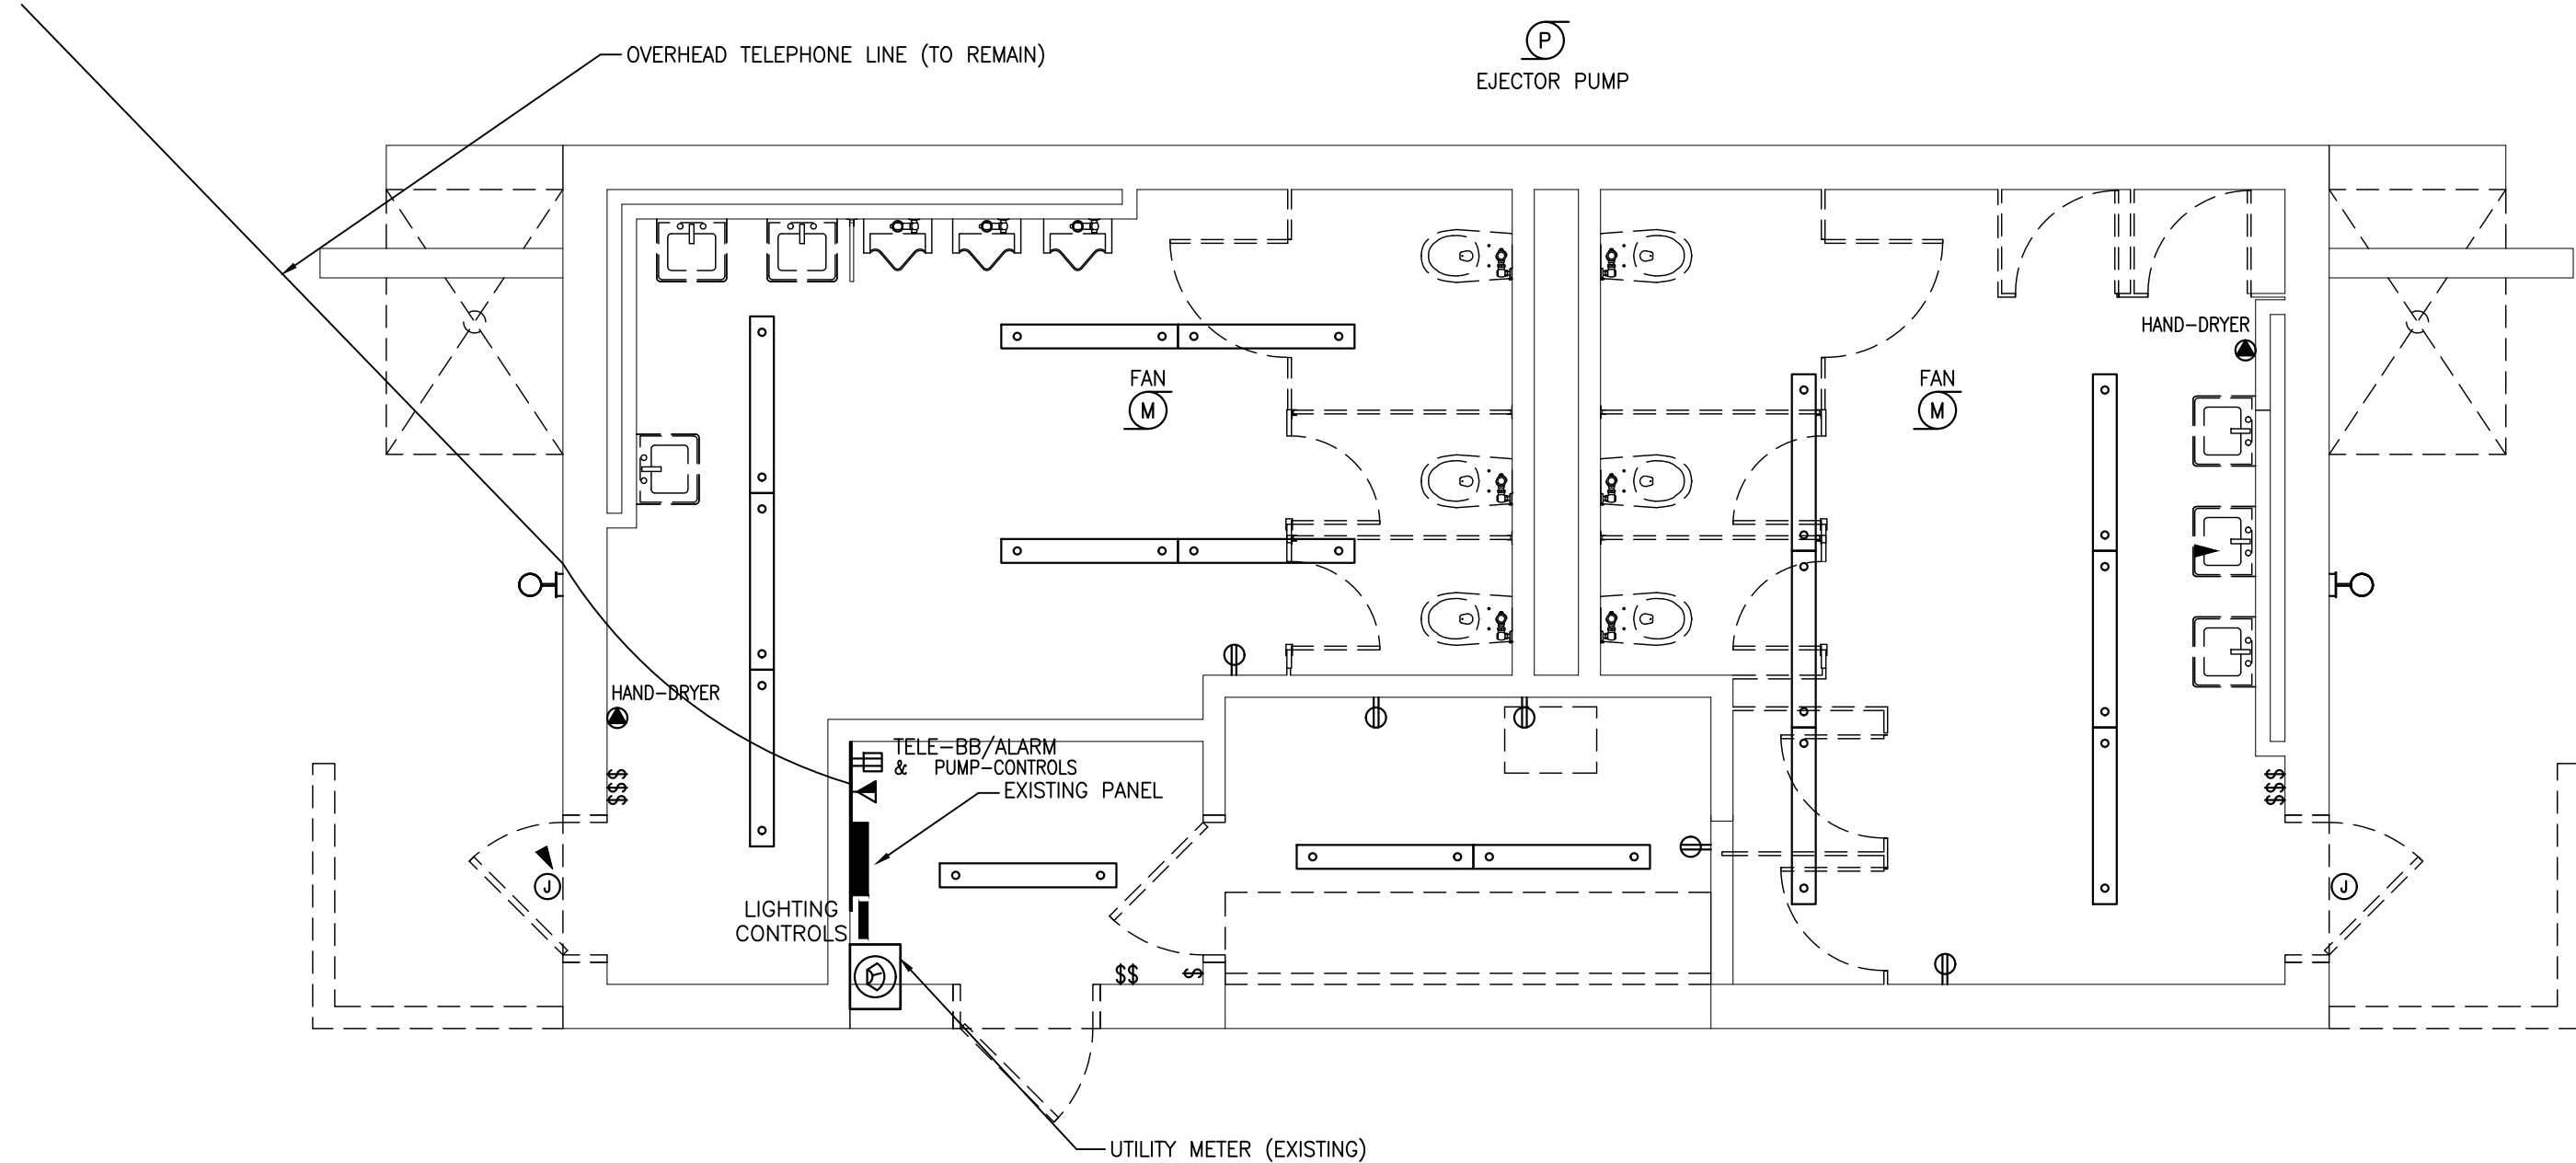 OVERHEAD TELEPHONE LINE (TO REMAIN)
P
EJECTOR PUMP
HAND-DRYER
FAN
M
FAN
M
HAND-DRYER
TELE-BB/ALARM
& PUMP-CONTROLS
EXISTING PANEL
$$$
$$$
J
J
LIGHTING
CONTROLS
$$
$
UTILITY METER (EXISTING)